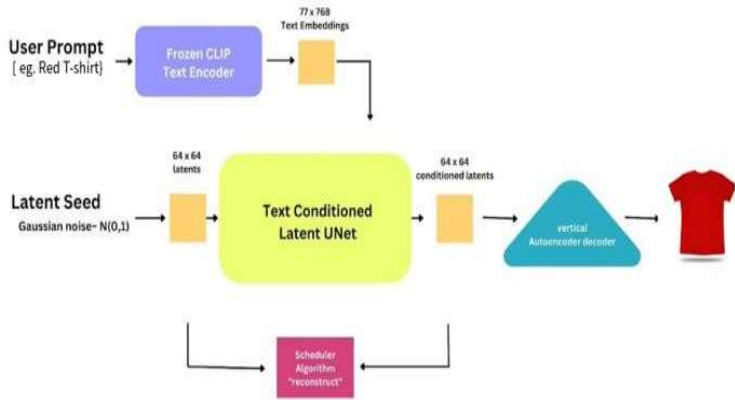 77 x 768
Text Embeddings
User Prompt
[ eg. Red T-shirt}
Frozen CLIP
Text Encoder
64 x 64
latents
64 x 64
conditioned latents
Latent Seed
Gaussian noise~ N(0,1)
Text Conditioned
Latent UNet
vertical
Autoencoder decoder
Scheduler
Algorithm
"reconstruct"